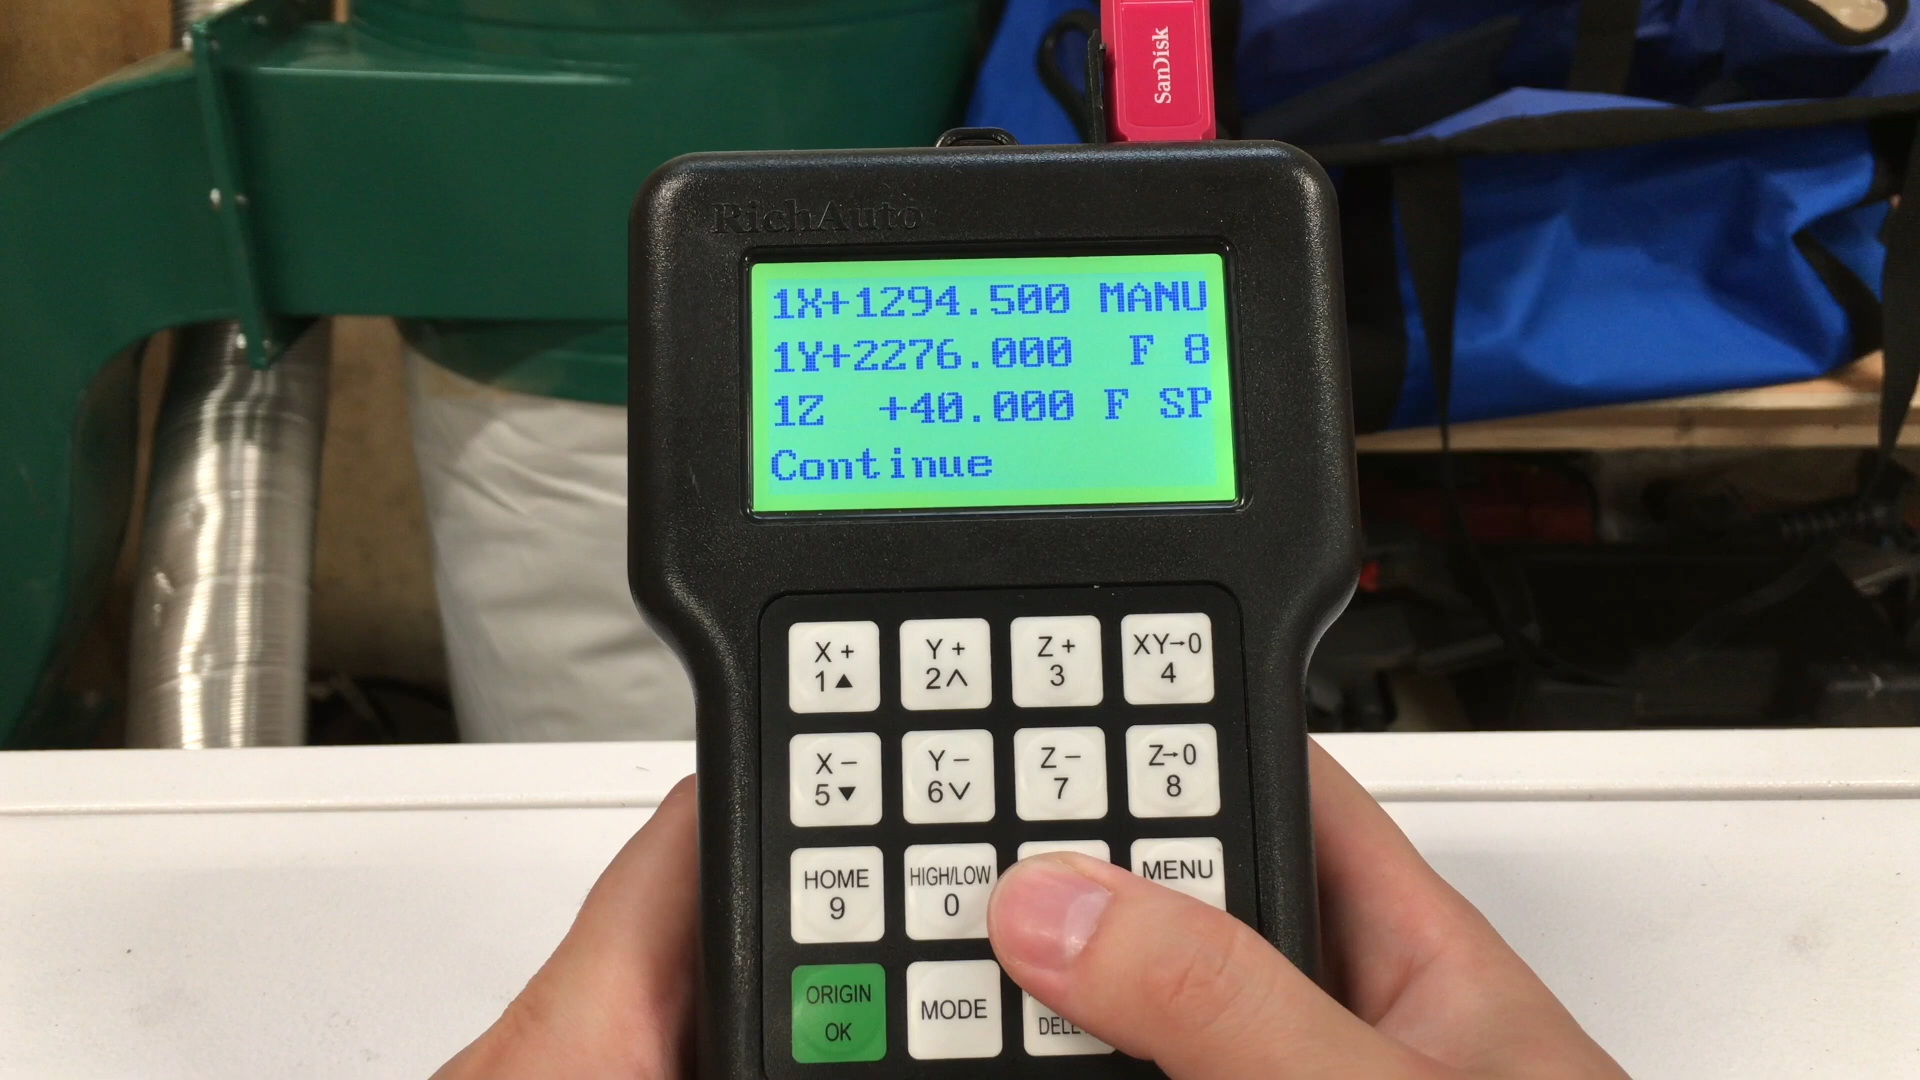 SanDisk
RichAuto
1X+1294.500 MANU
1Y+2276.000 F 8
1Z +40.000 F SP
Continue
X+ Y+ Z+ XY→0
1▲ 2∧ 3 4
X− Y− Z− Z→0
5▼ 6∨ 7 8
HOME HIGH/LOW MENU
9 0
ORIGIN MODE
OK